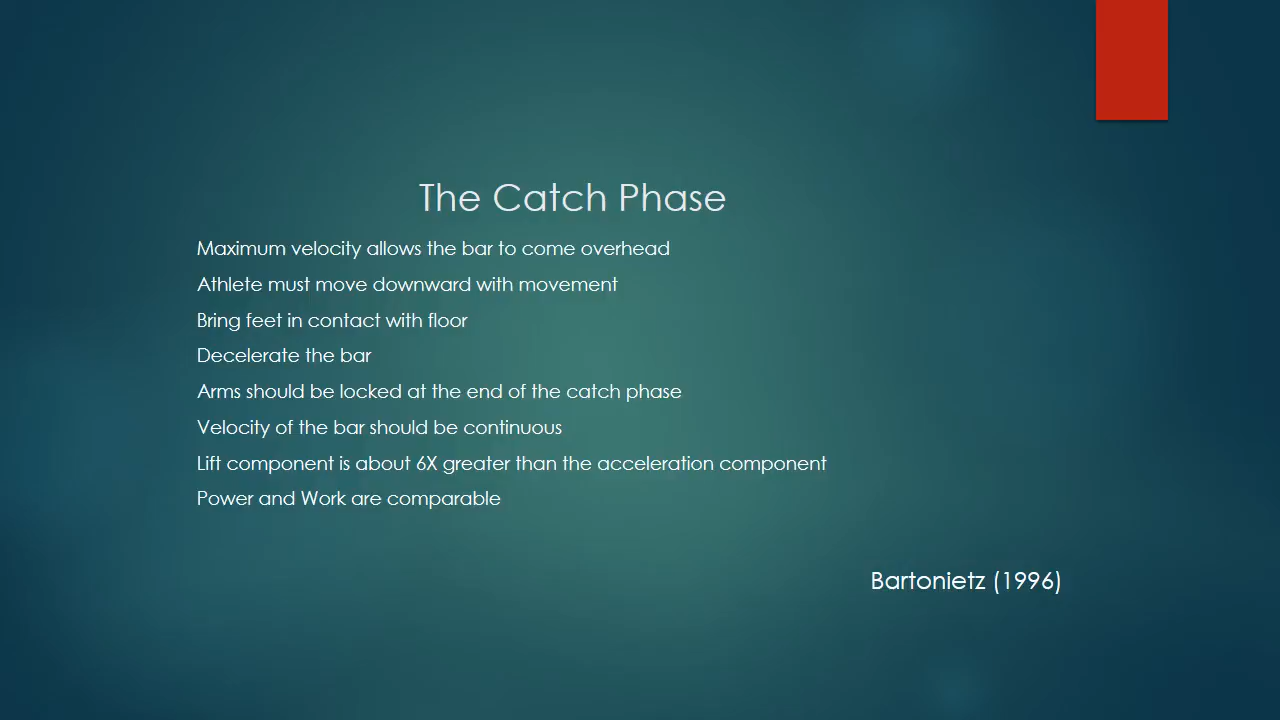 The Catch Phase
Maximum velocity allows the bar to come overhead
Athlete must move downward with movement
Bring feet in contact with floor
Decelerate the bar
Arms should be locked at the end of the catch phase
Velocity of the bar should be continuous
Lift component is about 6X greater than the acceleration component
Power and Work are comparable
Bartonietz (1996)